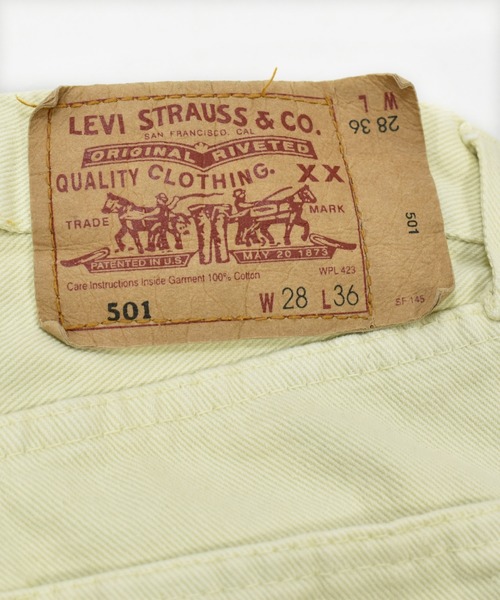 LEVI STRAUSS & CO.
SAN FRANCISCO, CAL
ORIGINAL RIVETED
QUALITY CLOTHING. XX
TRADE MARK
PATENTED IN U.S. MAY 20 1873
Care Instructions Inside Garment 100% Cotton WPL 423
501 W 28 L 36
W L
28 36
501
EF 145